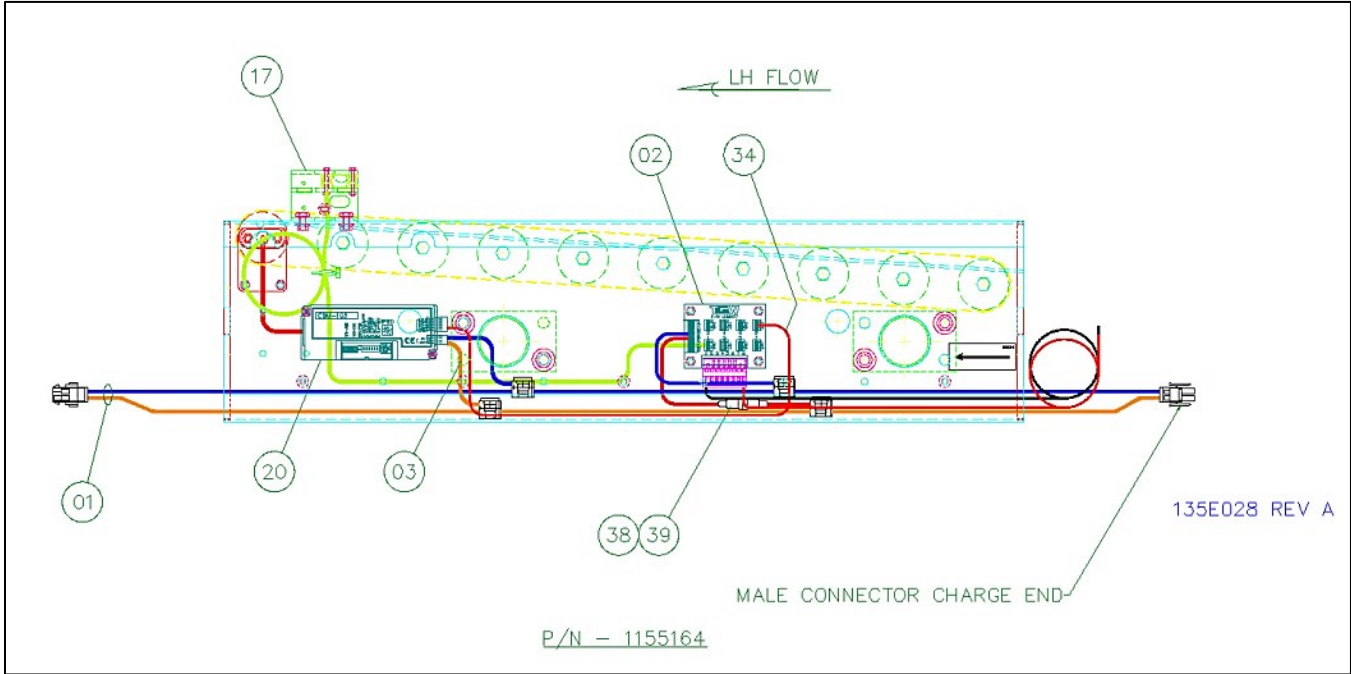 17
LH FLOW
02
34
01
20
03
38
39
135E028 REV A
MALE CONNECTOR CHARGE END
P/N - 1155164